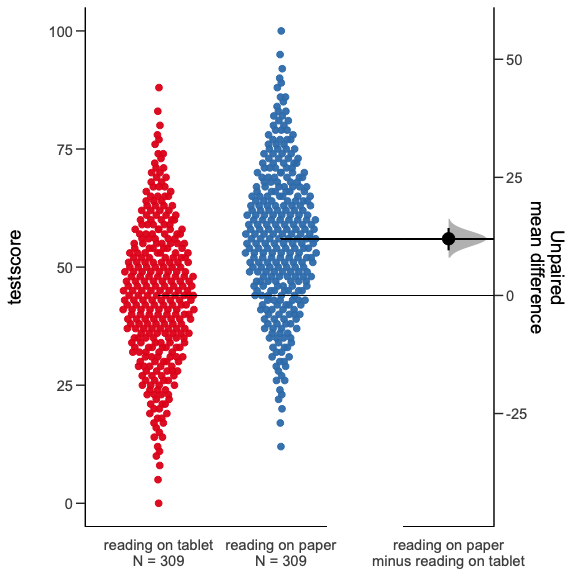 100
75
50
25
0
testscore
50
25
0
-25
Unpaired
mean difference
reading on tablet
N = 309
reading on paper
N = 309
reading on paper
minus reading on tablet